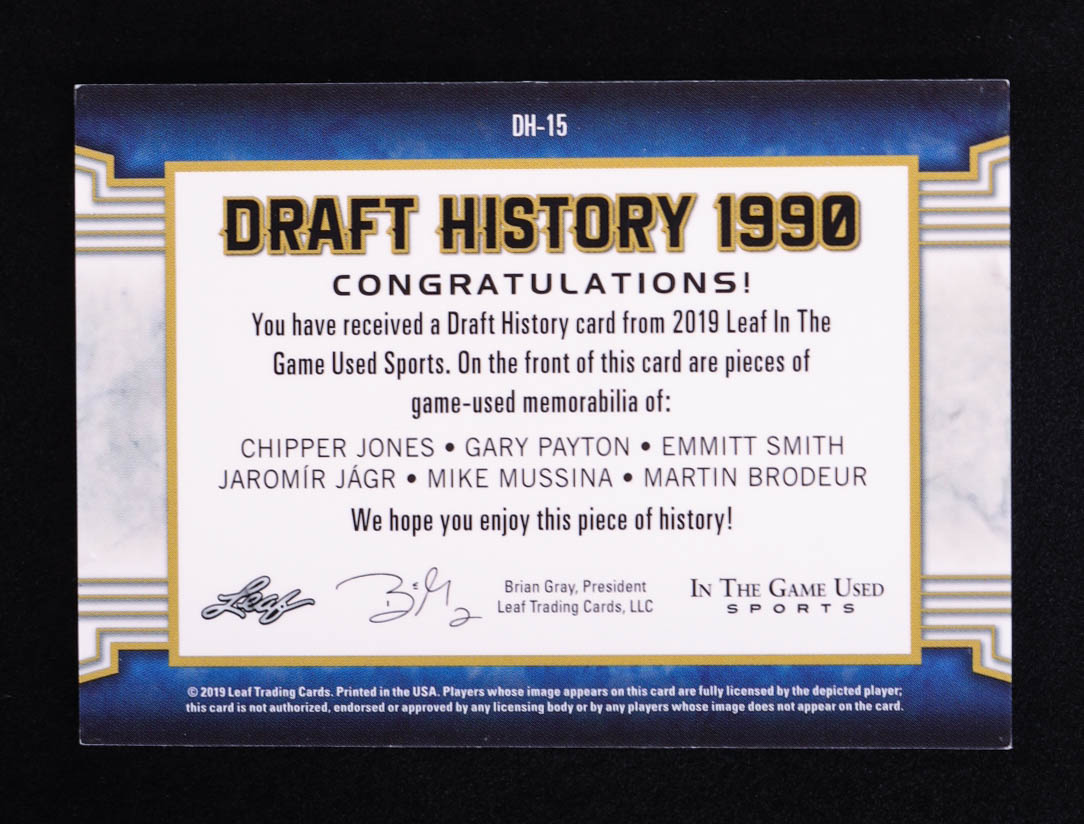 DH-15
DRAFT HISTORY 1990
CONGRATULATIONS!
You have received a Draft History card from 2019 Leaf In The
Game Used Sports. On the front of this card are pieces of
game-used memorabilia of:
CHIPPER JONES • GARY PAYTON • EMMITT SMITH
JAROMÍR JÁGR • MIKE MUSSINA • MARTIN BRODEUR
We hope you enjoy this piece of history!
Leaf
Brian Gray, President
Leaf Trading Cards, LLC
IN THE GAME USED
SPORTS
© 2019 Leaf Trading Cards. Printed in the USA. Players whose image appears on this card are fully licensed by the depicted player;
this card is not authorized, endorsed or approved by any licensing body or by any players whose image does not appear on the card.